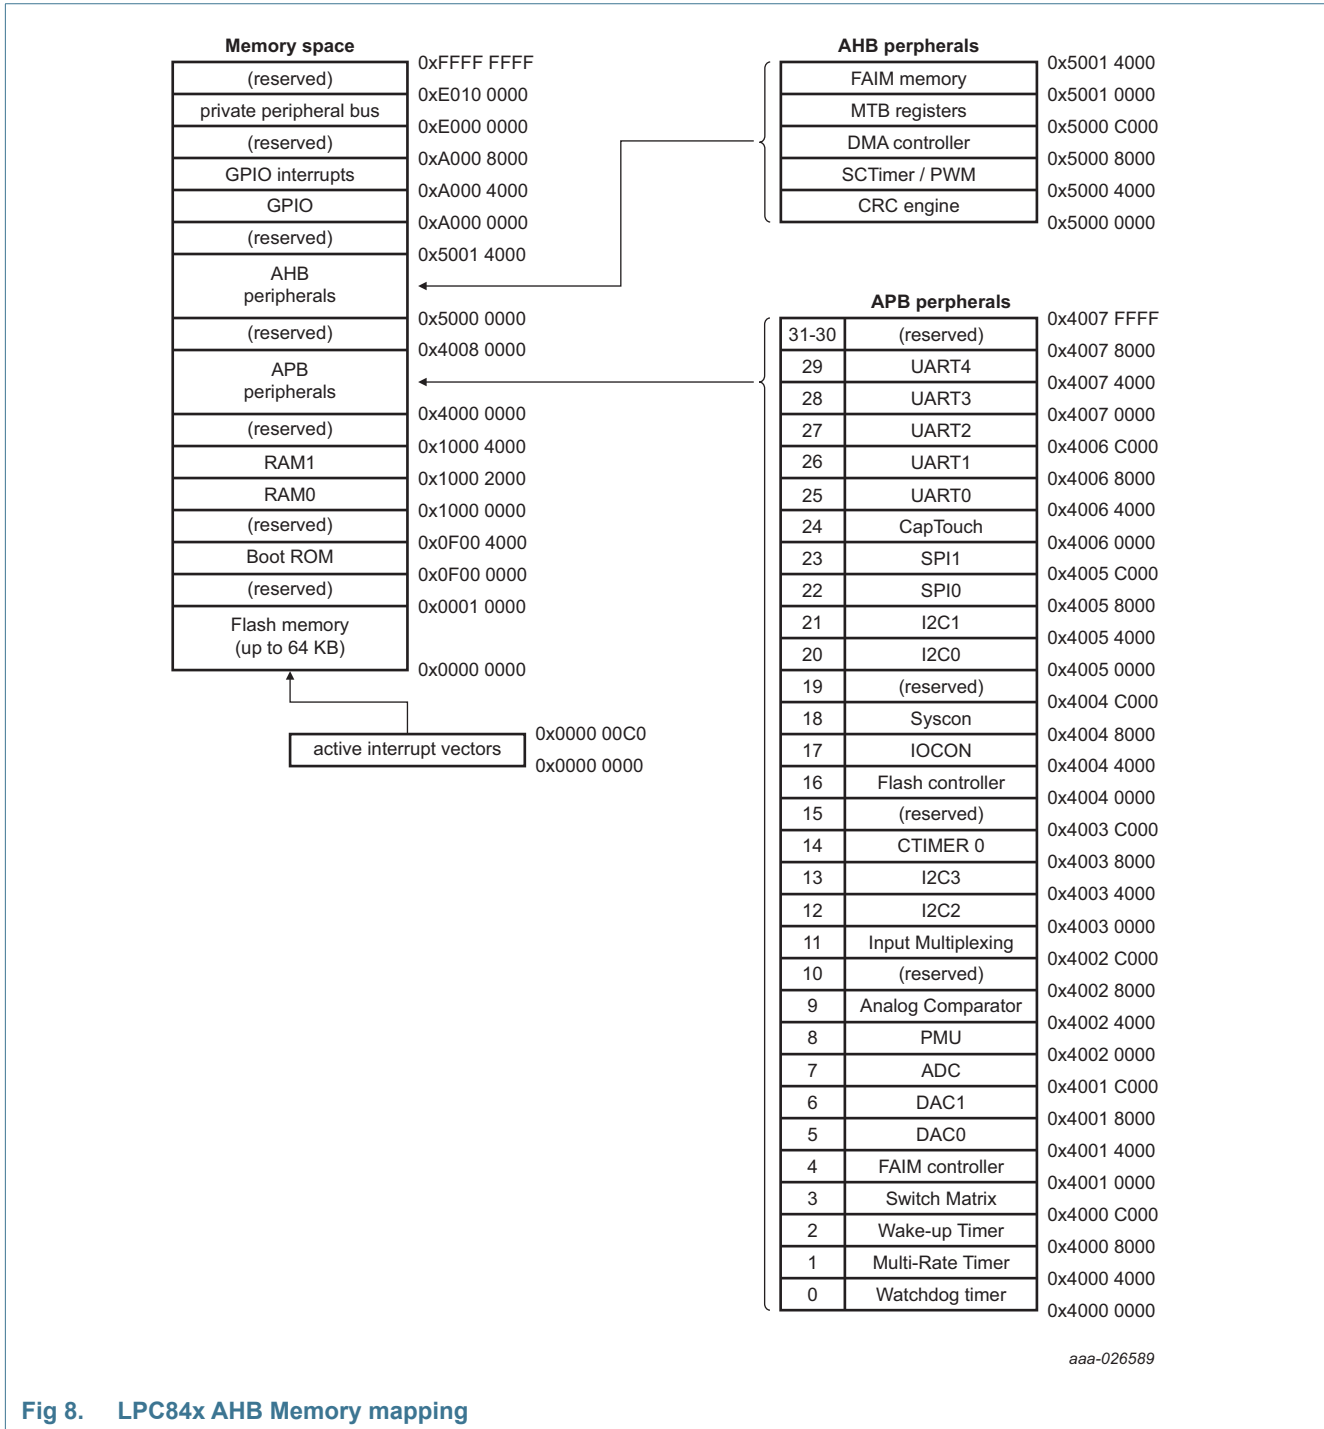 Memory space
0xFFFF FFFF
(reserved)
0xE010 0000
private peripheral bus
0xE000 0000
(reserved)
0xA000 8000
GPIO interrupts
0xA000 4000
GPIO
0xA000 0000
(reserved)
0x5001 4000
AHB
peripherals
0x5000 0000
(reserved)
0x4008 0000
APB
peripherals
0x4000 0000
(reserved)
0x1000 4000
RAM1
0x1000 2000
RAM0
0x1000 0000
(reserved)
0x0F00 4000
Boot ROM
0x0F00 0000
(reserved)
0x0001 0000
Flash memory
(up to 64 KB)
0x0000 0000
0x0000 00C0
active interrupt vectors
0x0000 0000
AHB perpherals
0x5001 4000
FAIM memory
0x5001 0000
MTB registers
0x5000 C000
DMA controller
0x5000 8000
SCTimer / PWM
0x5000 4000
CRC engine
0x5000 0000
APB perpherals
0x4007 FFFF
31-30 (reserved)
0x4007 8000
29 UART4
0x4007 4000
28 UART3
0x4007 0000
27 UART2
0x4006 C000
26 UART1
0x4006 8000
25 UART0
0x4006 4000
24 CapTouch
0x4006 0000
23 SPI1
0x4005 C000
22 SPI0
0x4005 8000
21 I2C1
0x4005 4000
20 I2C0
0x4005 0000
19 (reserved)
0x4004 C000
18 Syscon
0x4004 8000
17 IOCON
0x4004 4000
16 Flash controller
0x4004 0000
15 (reserved)
0x4003 C000
14 CTIMER 0
0x4003 8000
13 I2C3
0x4003 4000
12 I2C2
0x4003 0000
11 Input Multiplexing
0x4002 C000
10 (reserved)
0x4002 8000
9 Analog Comparator
0x4002 4000
8 PMU
0x4002 0000
7 ADC
0x4001 C000
6 DAC1
0x4001 8000
5 DAC0
0x4001 4000
4 FAIM controller
0x4001 0000
3 Switch Matrix
0x4000 C000
2 Wake-up Timer
0x4000 8000
1 Multi-Rate Timer
0x4000 4000
0 Watchdog timer
0x4000 0000
aaa-026589
Fig 8. LPC84x AHB Memory mapping